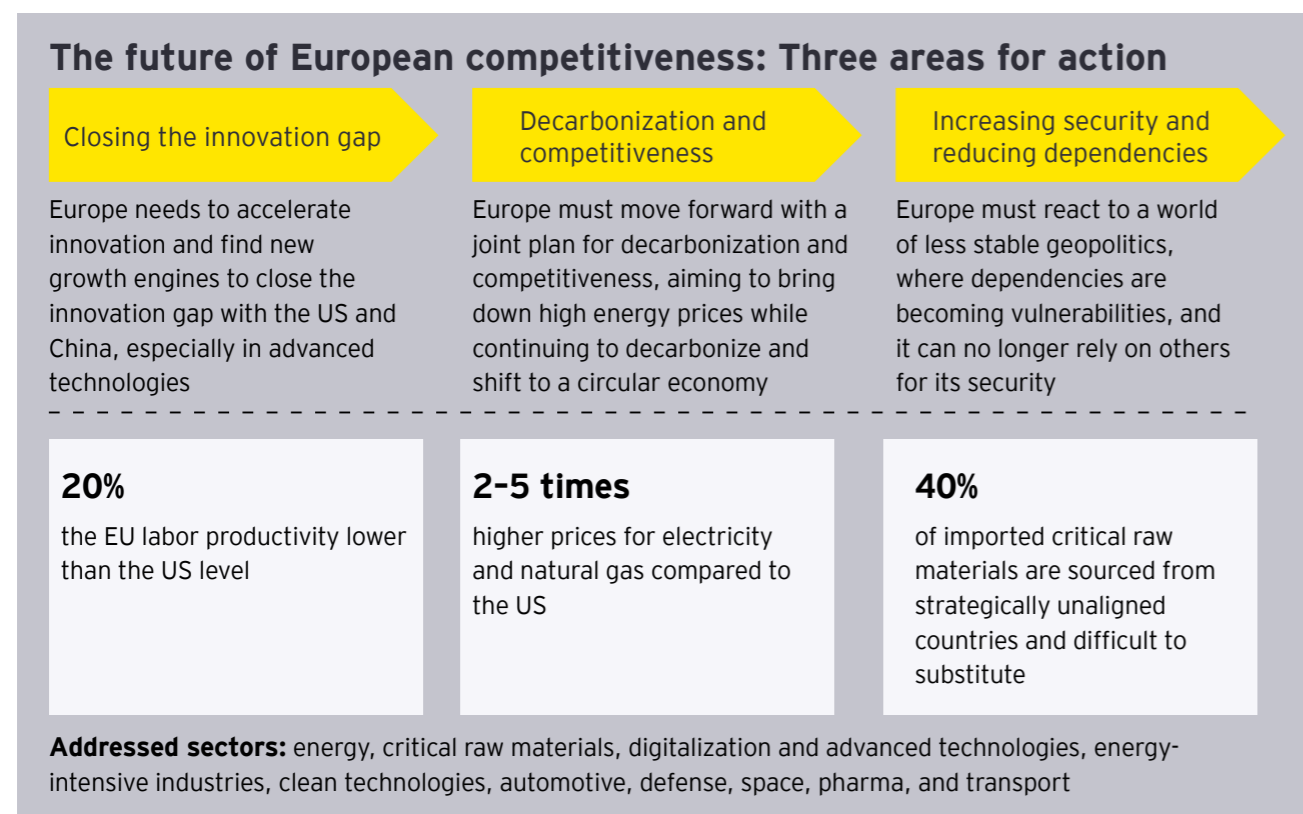 The future of European competitiveness: Three areas for action
Closing the innovation gap
Europe needs to accelerate
innovation and find new
growth engines to close the
innovation gap with the US and
China, especially in advanced
technologies
Decarbonization and
competitiveness
Europe must move forward with a
joint plan for decarbonization and
competitiveness, aiming to bring
down high energy prices while
continuing to decarbonize and
shift to a circular economy
Increasing security and
reducing dependencies
Europe must react to a world
of less stable geopolitics,
where dependencies are
becoming vulnerabilities, and
it can no longer rely on others
for its security
20%
the EU labor productivity lower
than the US level
2–5 times
higher prices for electricity
and natural gas compared to
the US
40%
of imported critical raw
materials are sourced from
strategically unaligned
countries and difficult to
substitute
Addressed sectors: energy, critical raw materials, digitalization and advanced technologies, energy-
intensive industries, clean technologies, automotive, defense, space, pharma, and transport